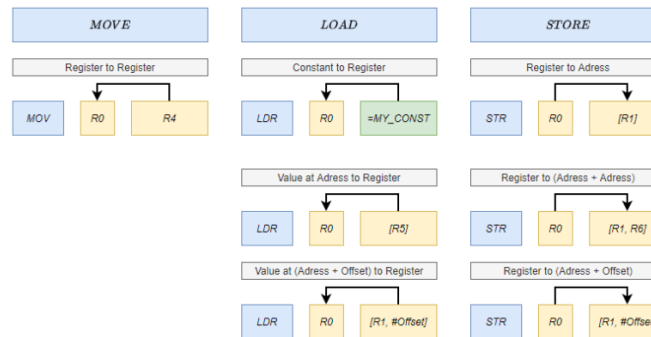 MOVE
LOAD
STORE
Register to Register
Constant to Register
Register to Adress
MOV R0 R4
LDR R0 =MY_CONST
STR R0 [R1]
Value at Adress to Register
Register to (Adress + Adress)
LDR R0 [R5]
STR R0 [R1, R6]
Value at (Adress + Offset) to Register
Register to (Adress + Offset)
LDR R0 [R1, #Offset]
STR R0 [R1, #Offse